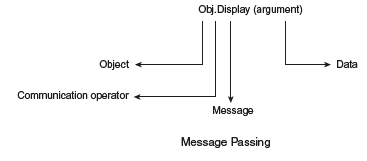 Obj.Display (argument)
Object
Data
Communication operator
Message
Message Passing